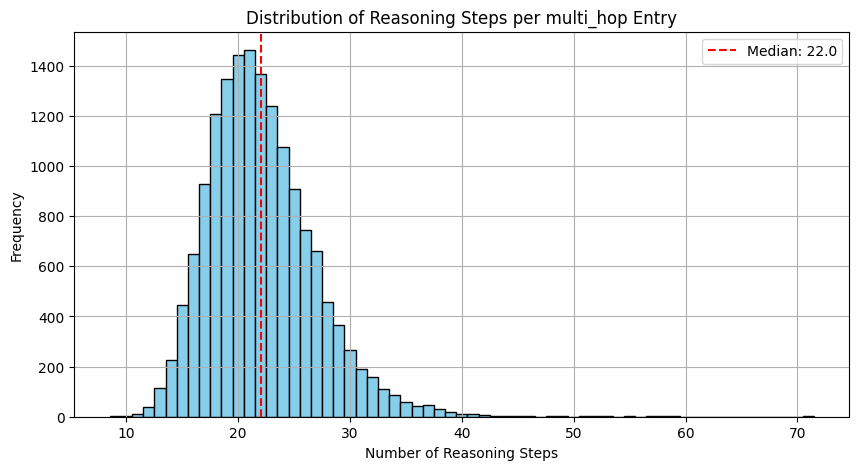 Distribution of Reasoning Steps per multi_hop Entry
Median: 22.0
Frequency
1400
1200
1000
800
600
400
200
0
10 20 30 40 50 60 70
Number of Reasoning Steps